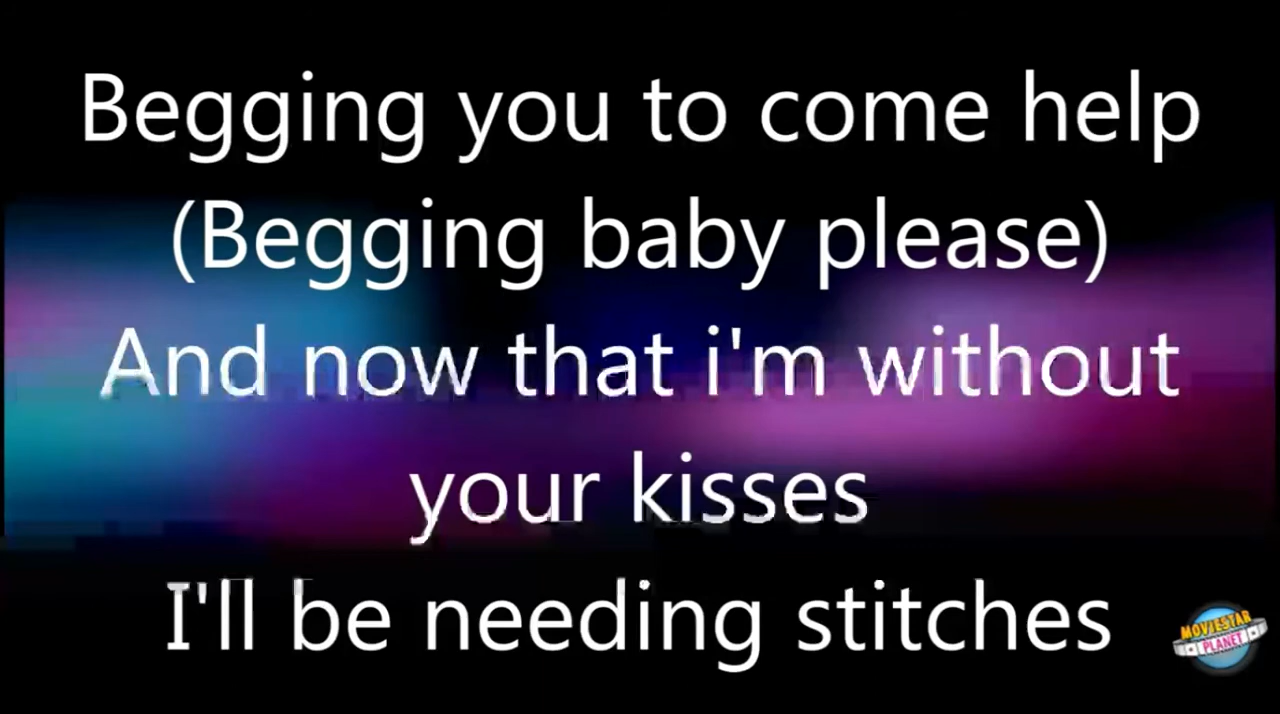 Begging you to come help
(Begging baby please)
And now that i'm without
your kisses
I'll be needing stitches
MOVIESTAR
PLANET